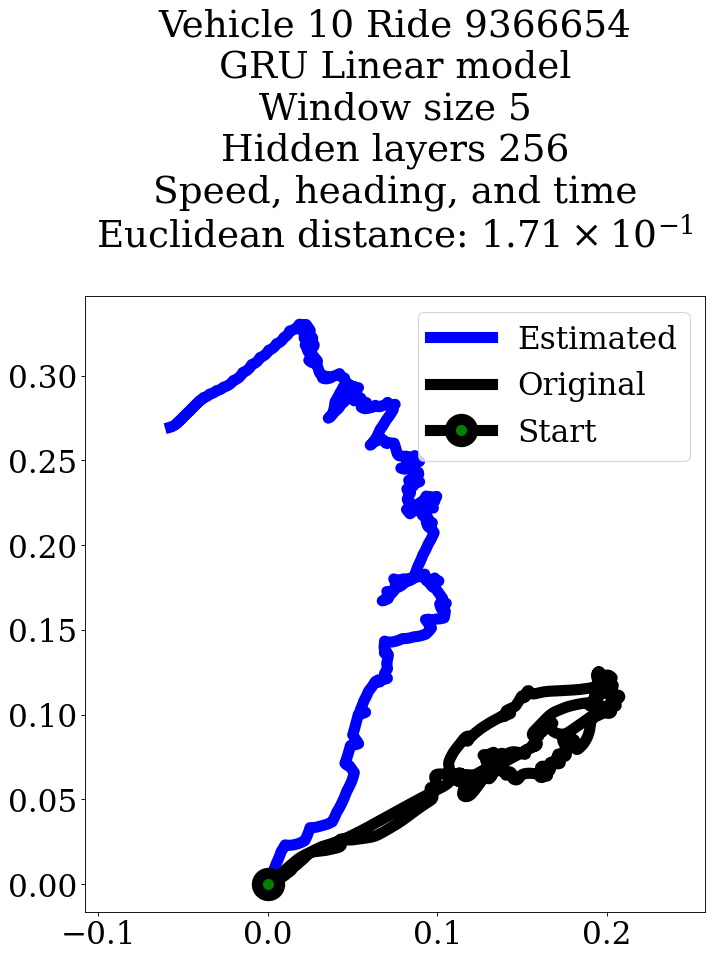 Vehicle 10 Ride 9366654
GRU Linear model
Window size 5
Hidden layers 256
Speed, heading, and time
Euclidean distance: 1.71 × 10⁻¹
Estimated
Original
Start
0.30
0.25
0.20
0.15
0.10
0.05
0.00
−0.1 0.0 0.1 0.2